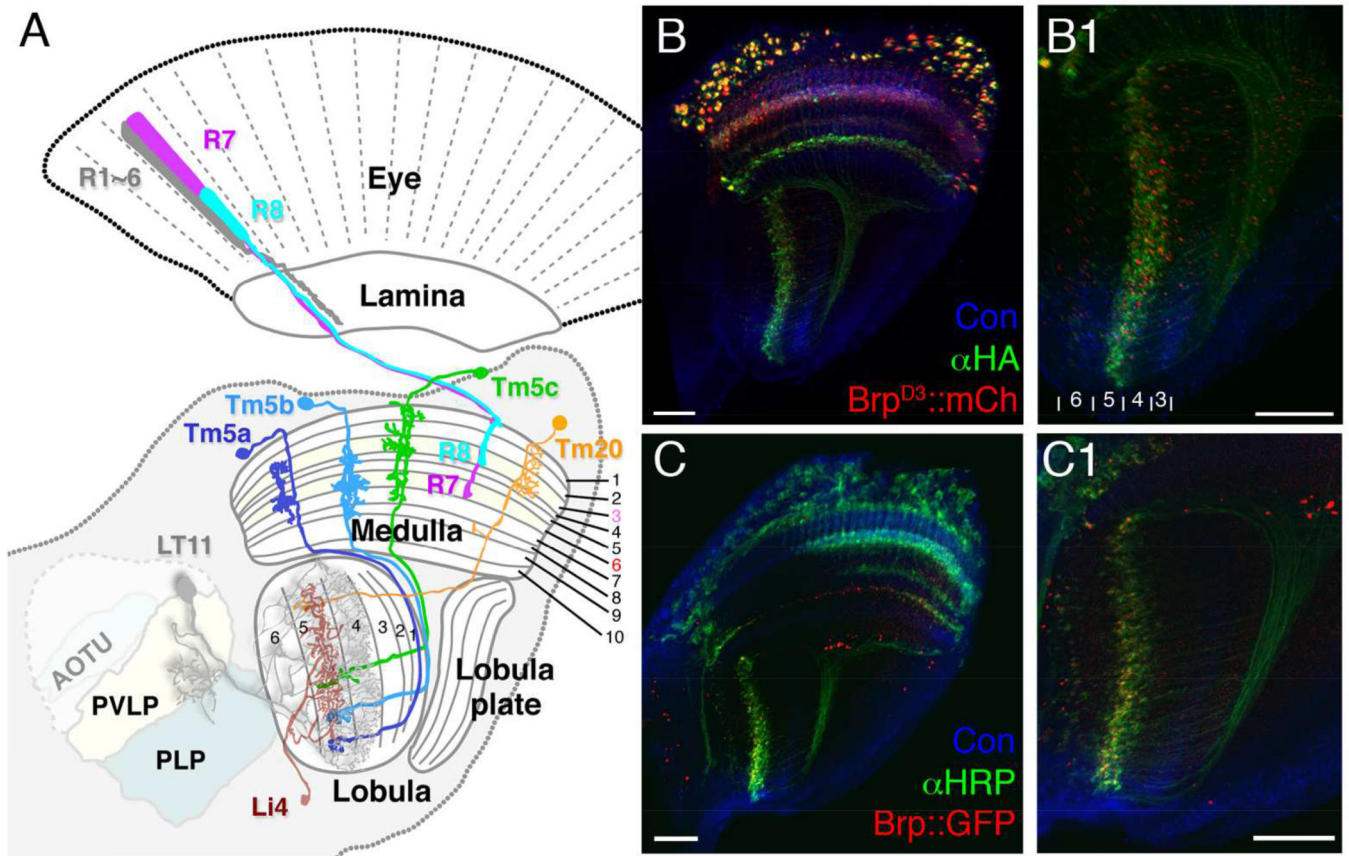 A
R7
R1~6
R8
Eye
Lamina
Tm5c
Tm5b
Tm5a
Tm20
R8
R7
Medulla
1
2
3
4
5
6
7
8
9
10
LT11
AOTU
PVLP
PLP
6
5
4
3
2
1
Lobula
plate
Lobula
Li4
B
Con
αHA
Brp^D3::mCh
B1
6 5 4 3
C
Con
αHRP
Brp::GFP
C1